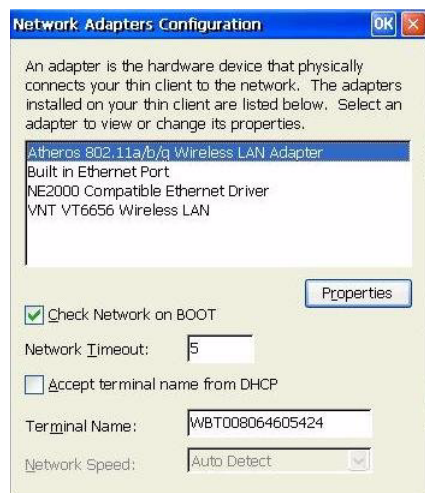 Network Adapters Configuration OK
An adapter is the hardware device that physically
connects your thin client to the network. The adapters
installed on your thin client are listed below. Select an
adapter to view or change its properties.
Atheros 802.11a/b/g Wireless LAN Adapter
Built in Ethernet Port
NE2000 Compatible Ethernet Driver
VNT VT6656 Wireless LAN
Properties
Check Network on BOOT
Network Timeout: 5
Accept terminal name from DHCP
Terminal Name: WBT008064605424
Network Speed: Auto Detect